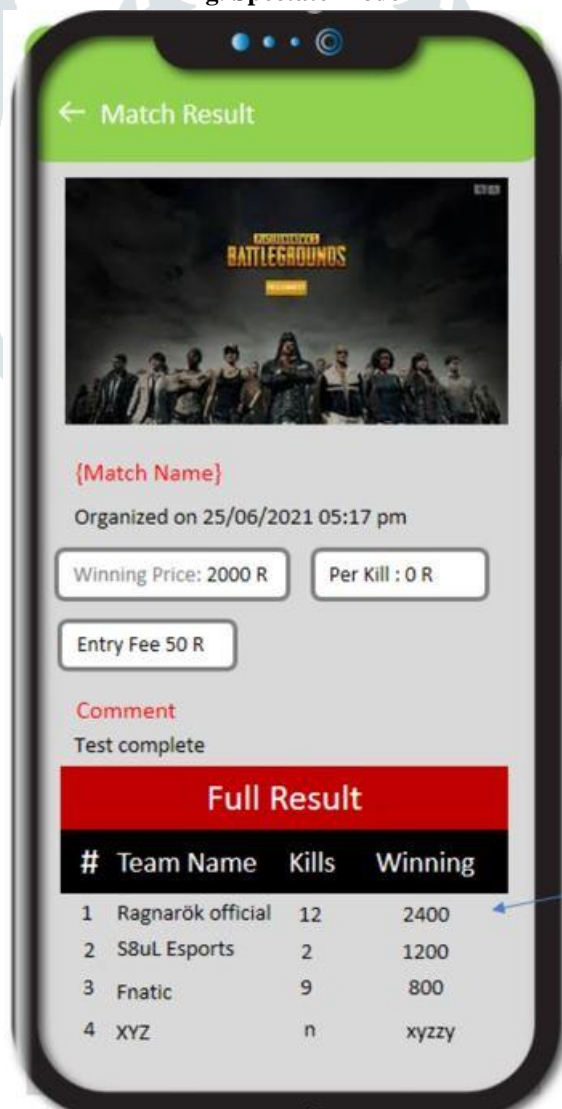 ← Match Result
BATTLEGROUNDS
{Match Name}
Organized on 25/06/2021 05:17 pm
Winning Price: 2000 R Per Kill : 0 R
Entry Fee 50 R
Comment
Test complete
Full Result
# Team Name Kills Winning
1 Ragnarök official 12 2400
2 S8uL Esports 2 1200
3 Fnatic 9 800
4 XYZ n xyzzy